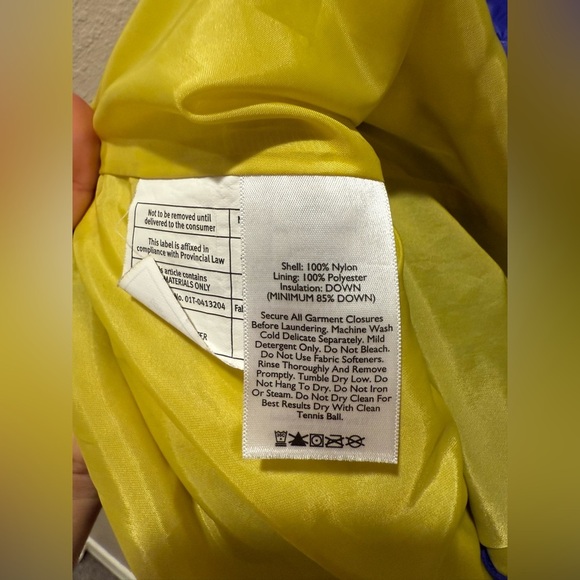 Not to be removed until
delivered to the consumer
This label is affixed in
compliance with Provincial Law
article contains
MATERIALS ONLY
No. 01T-0413204
Fal
Shell: 100% Nylon
Lining: 100% Polyester
Insulation: DOWN
(MINIMUM 85% DOWN)
Secure All Garment Closures
Before Laundering. Machine Wash
Cold Delicate Separately. Mild
Detergent Only. Do Not Bleach.
Do Not Use Fabric Softeners.
Rinse Thoroughly And Remove
Promptly. Tumble Dry Low. Do
Not Hang To Dry. Do Not Iron
Or Steam. Do Not Dry Clean For
Best Results Dry With Clean
Tennis Ball.